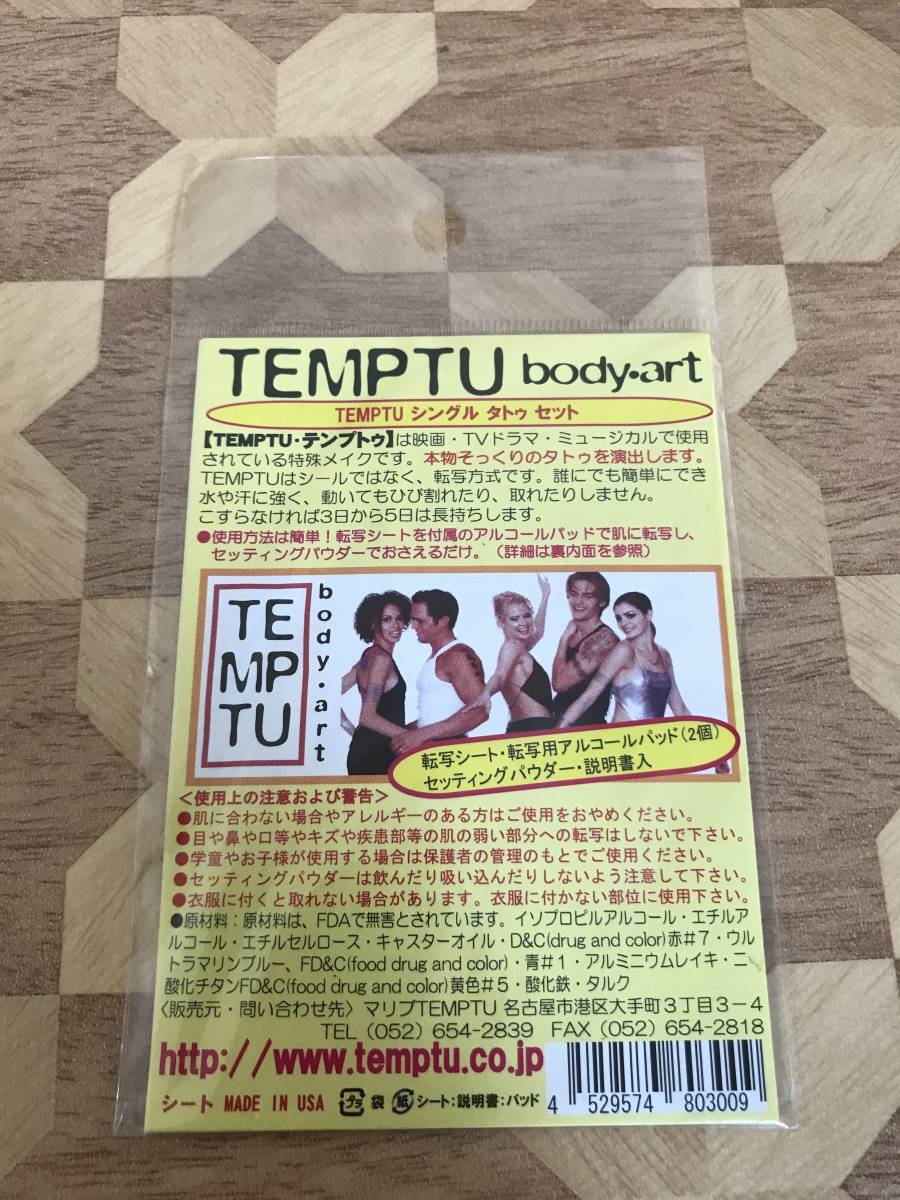 TEMPTU body・art
TEMPTU シングル タトゥ セット
【TEMPTU・テンプトゥ】は映画・TVドラマ・ミュージカルで使用
されている特殊メイクです。本物そっくりのタトゥを演出します。
TEMPTUはシールではなく、転写方式です。誰にでも簡単にでき
水や汗に強く、動いてもひび割れたり、取れたりしません。
こすらなければ3日から5日は長持ちします。
●使用方法は簡単！転写シートを付属のアルコールパッドで肌に転写し、
セッティングパウダーでおさえるだけ。（詳細は裏内面を参照）
TE
MP
TU
body・art
転写シート・転写用アルコールパッド（2個）
セッティングパウダー・説明書入
＜使用上の注意および警告＞
●肌に合わない場合やアレルギーのある方はご使用をおやめください。
●目や鼻や口等やキズや疾患部等の肌の弱い部分への転写はしないで下さい。
●学童やお子様が使用する場合は保護者の管理のもとでご使用ください。
●セッティングパウダーは飲んだり吸い込んだりしないよう注意して下さい。
●衣服に付くと取れない場合があります。衣服に付かない部位に使用下さい。
●原材料：原材料は、FDAで無害とされています。イソプロピルアルコール・エチルア
ルコール・エチルセルロース・キャスターオイル・D&C(drug and color)赤＃7・ウル
トラマリンブルー、FD&C(food drug and color)・青＃1・アルミニウムレイキ・二
酸化チタンFD&C(food drug and color)黄色＃5・酸化鉄・タルク
〈販売元・問い合わせ先〉マリブTEMPTU 名古屋市港区大手町3丁目3－4
TEL (052) 654-2839 FAX (052) 654-2818
http://www.temptu.co.jp
シート MADE IN USA プラ 袋 紙 シート:説明書:パッド
4 529574 803009